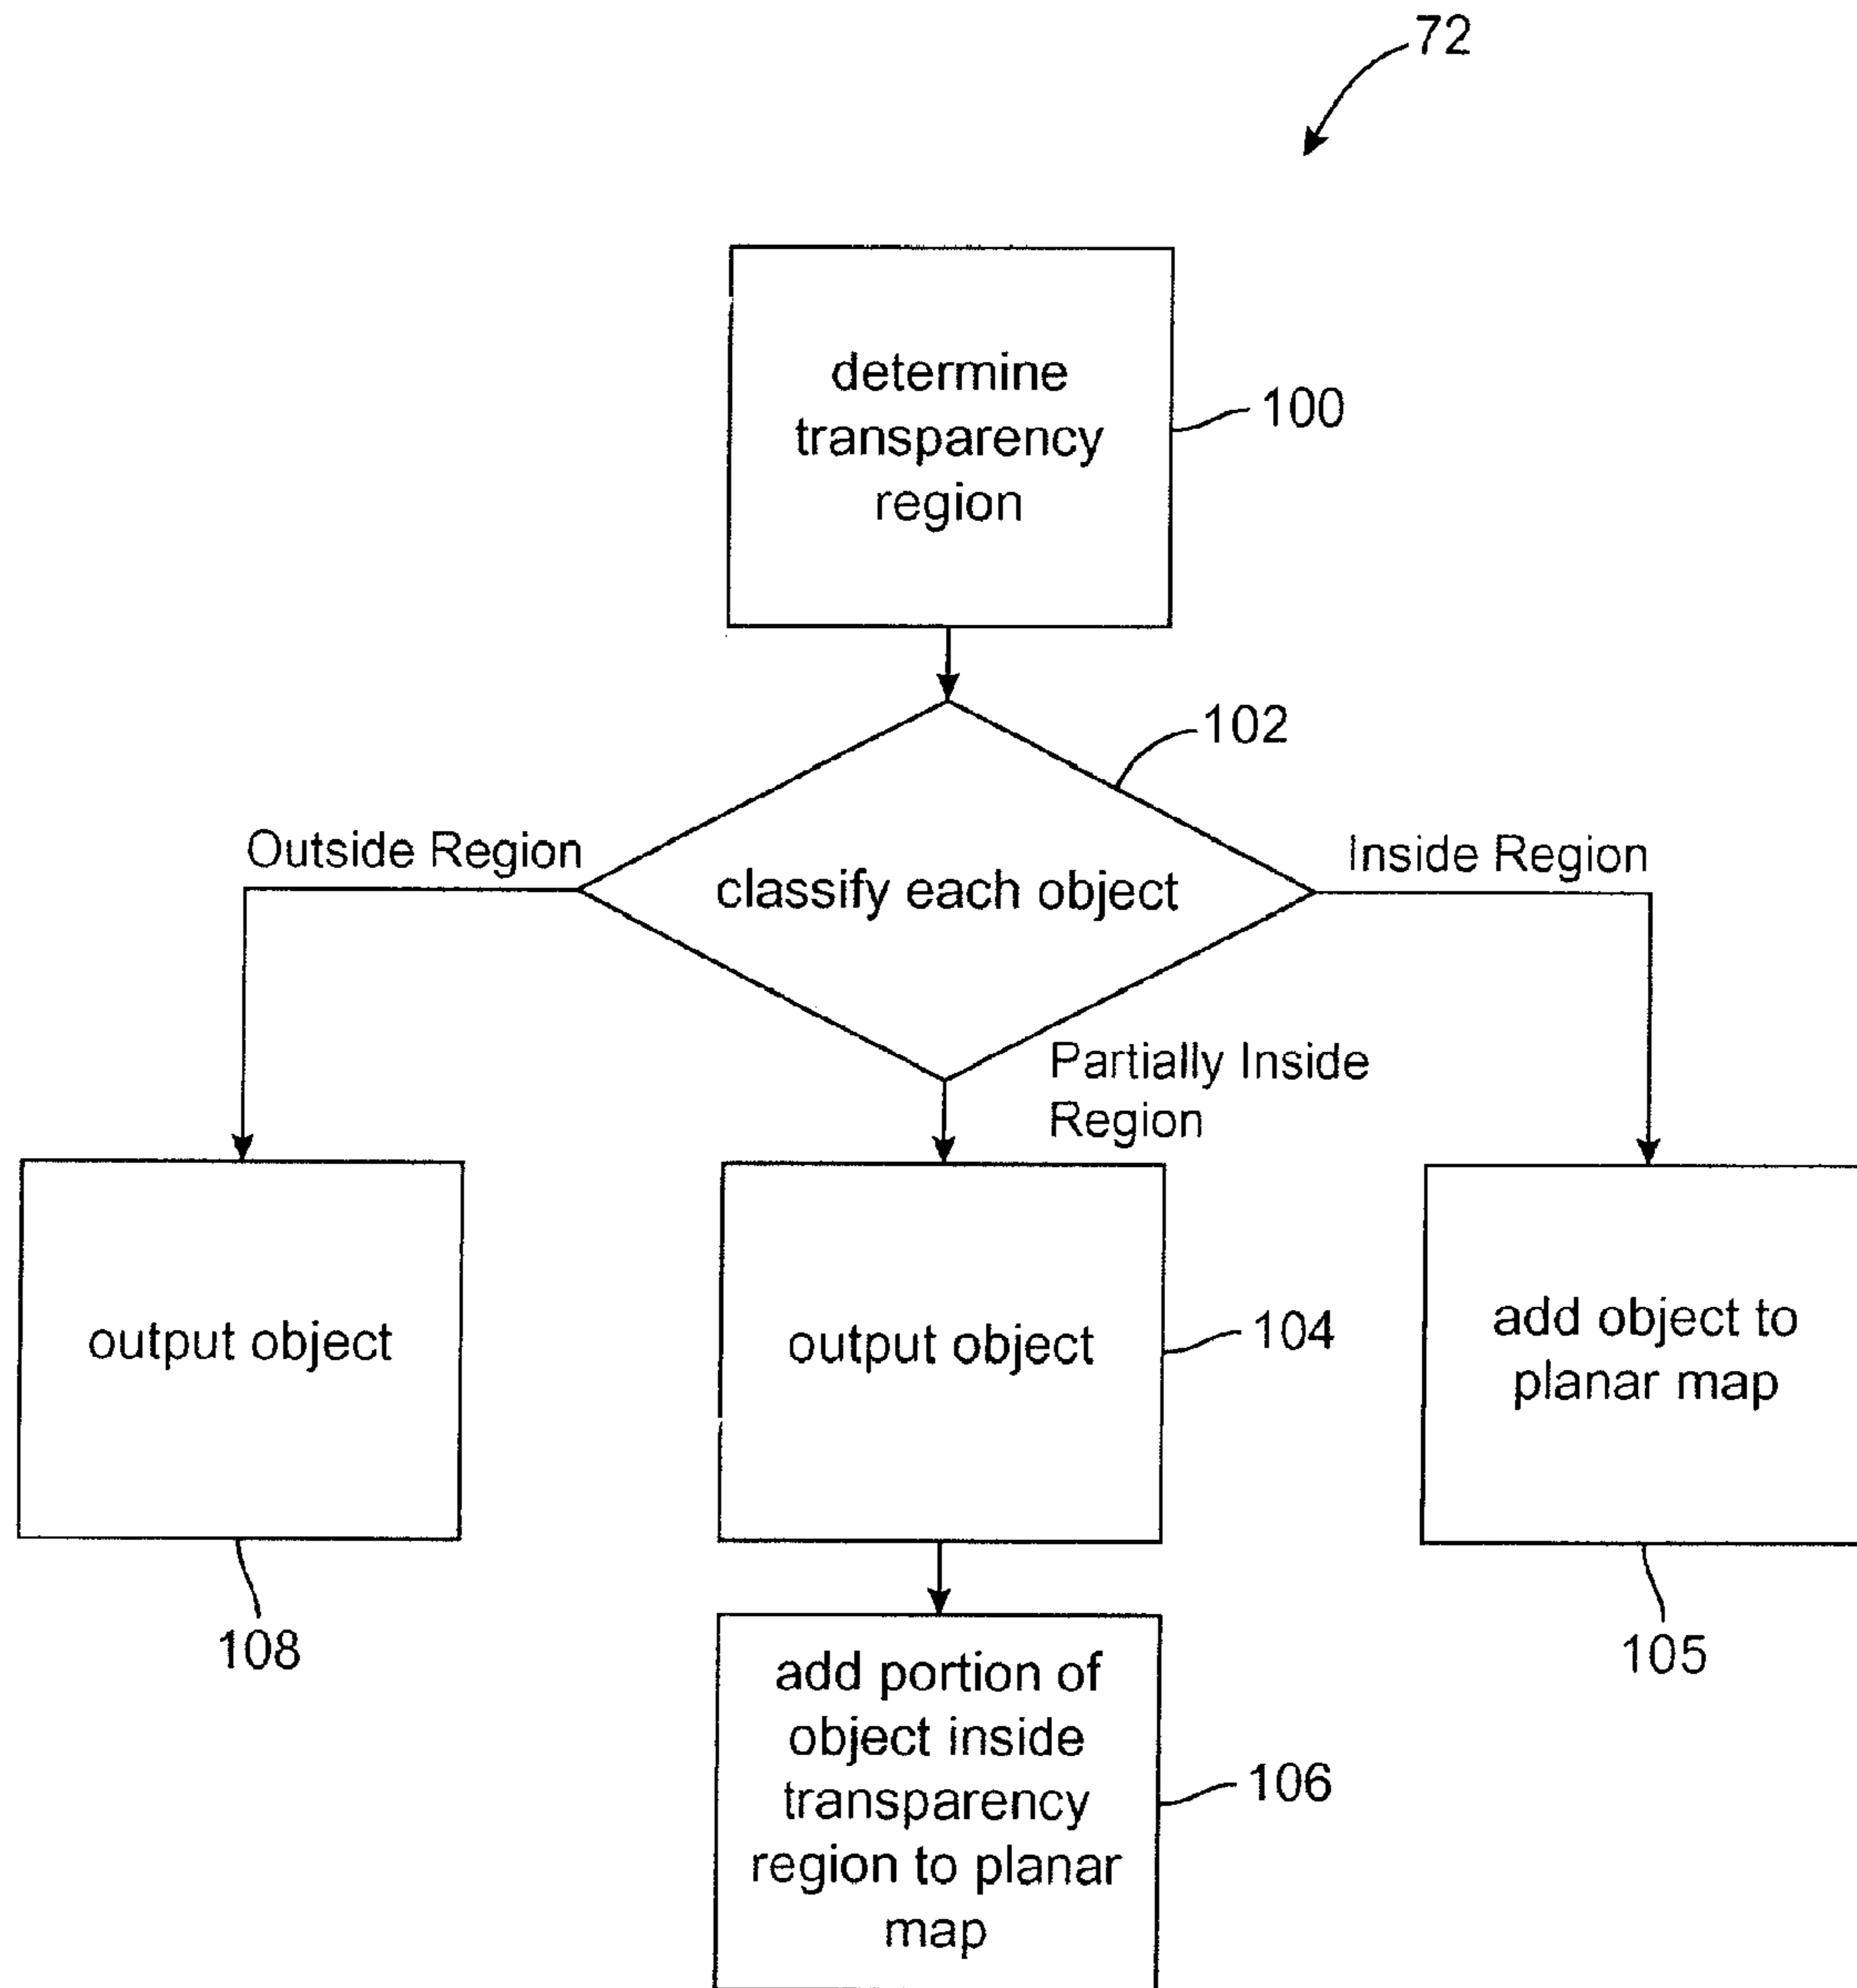 72
determine
transparency
region
100
102
Outside Region
classify each object
Inside Region
Partially Inside
Region
output object
108
output object
104
add object to
planar map
105
add portion of
object inside
transparency
region to planar
map
106